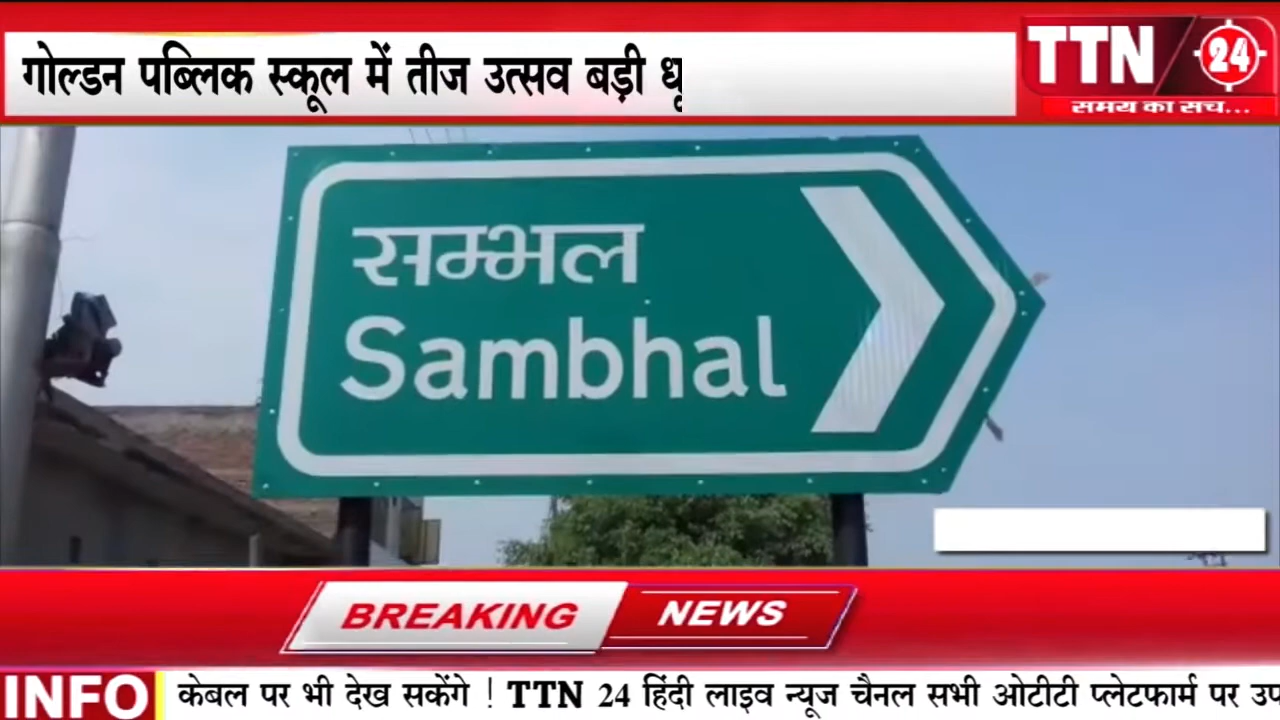 गोल्डन पब्लिक स्कूल में तीज उत्सव बड़ी
TTN 24
समय का सच...
सम्भल
Sambhal
BREAKING NEWS
INFO केबल पर भी देख सकेंगे ! TTN 24 हिंदी लाइव न्यूज चैनल सभी ओटीटी प्लेटफार्म पर